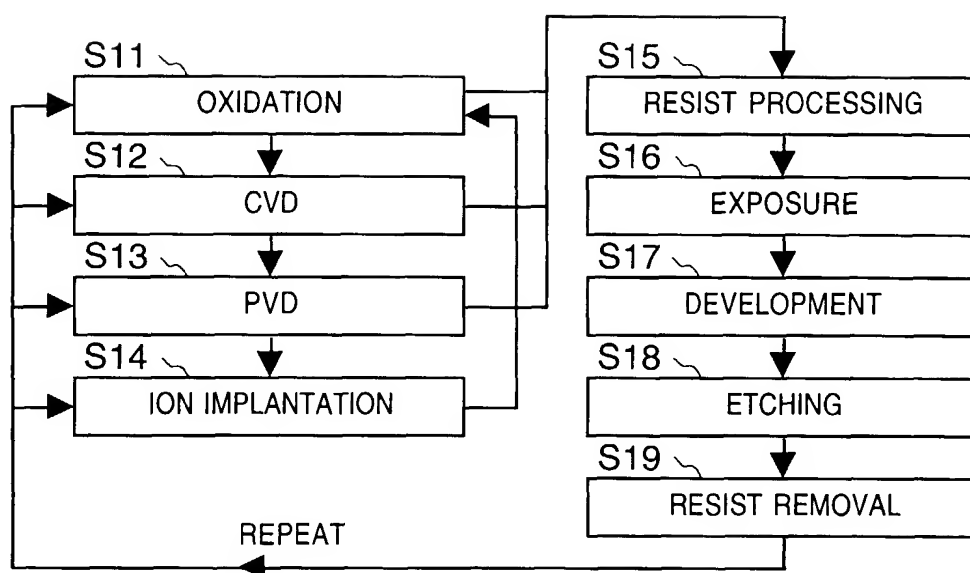 S11
OXIDATION
S12
CVD
S13
PVD
S14
ION IMPLANTATION
S15
RESIST PROCESSING
S16
EXPOSURE
S17
DEVELOPMENT
S18
ETCHING
S19
RESIST REMOVAL
REPEAT